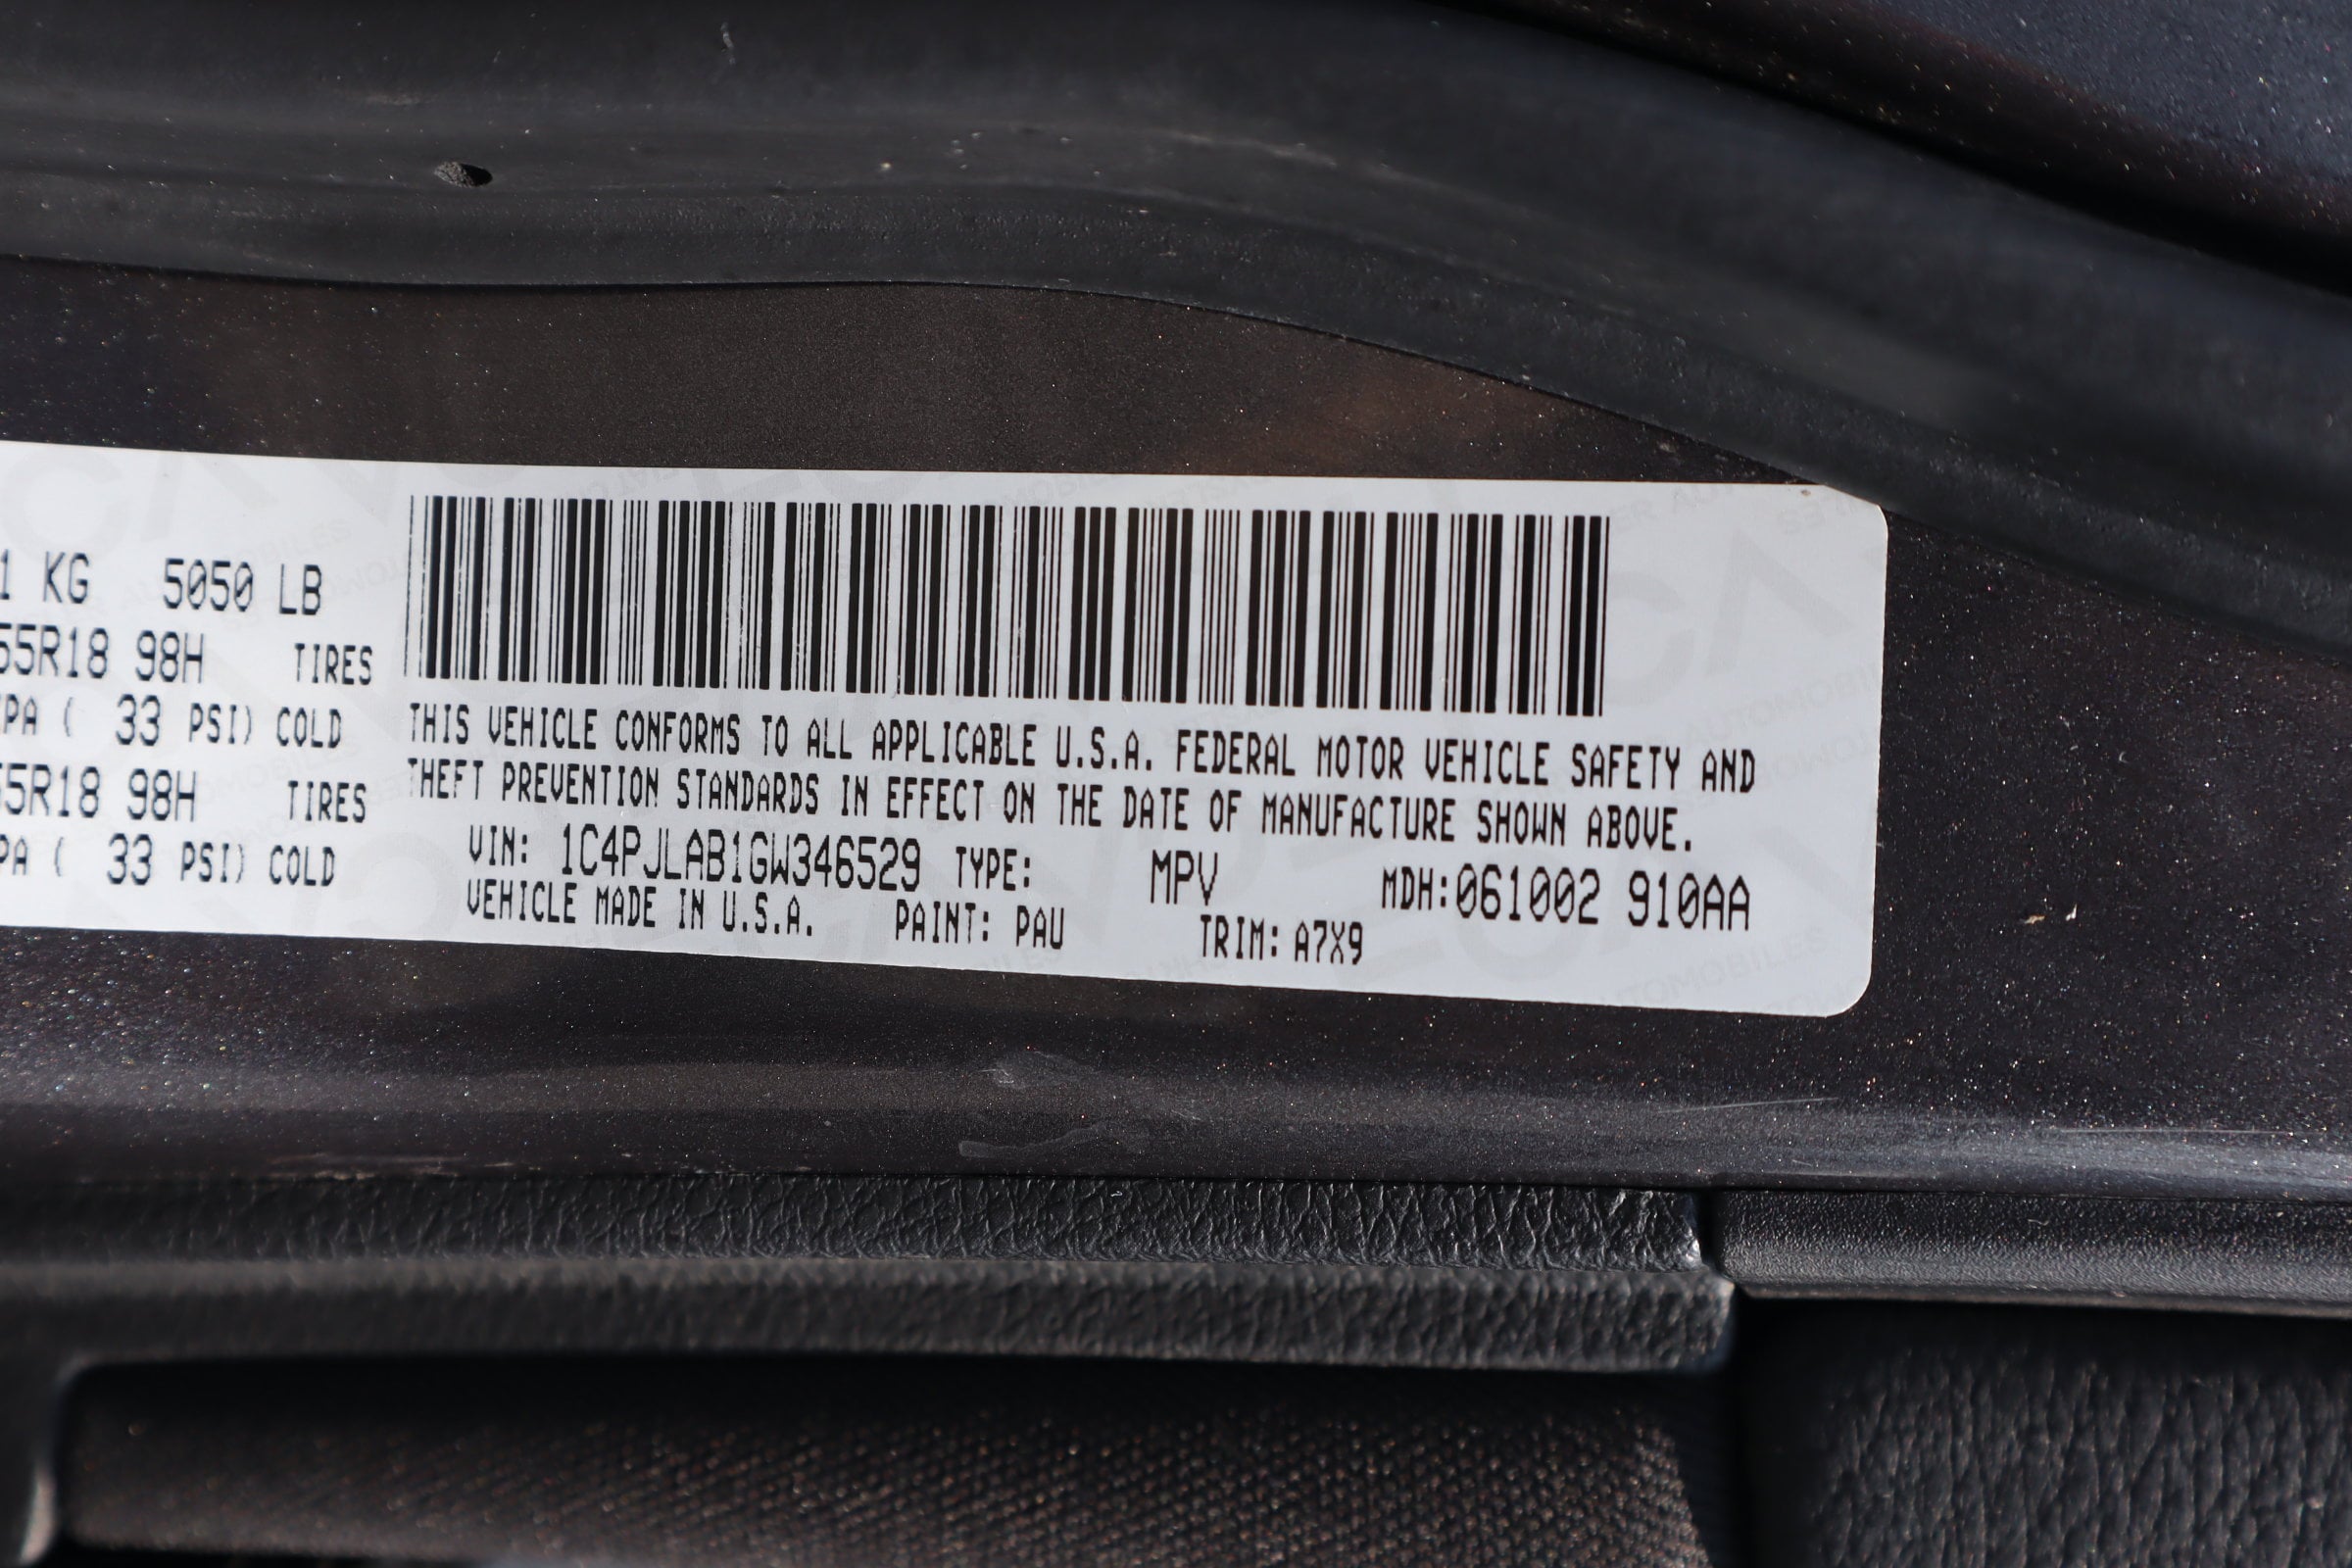 1 KG 5050 LB
55R18 98H TIRES
PA ( 33 PSI) COLD
55R18 98H TIRES
PA ( 33 PSI) COLD
THIS VEHICLE CONFORMS TO ALL APPLICABLE U.S.A. FEDERAL MOTOR VEHICLE SAFETY AND
THEFT PREVENTION STANDARDS IN EFFECT ON THE DATE OF MANUFACTURE SHOWN ABOVE.
VIN: 1C4PJLAB1GW346529 TYPE: MPV MDH:061002 910AA
VEHICLE MADE IN U.S.A. PAINT: PAU TRIM: A7X9